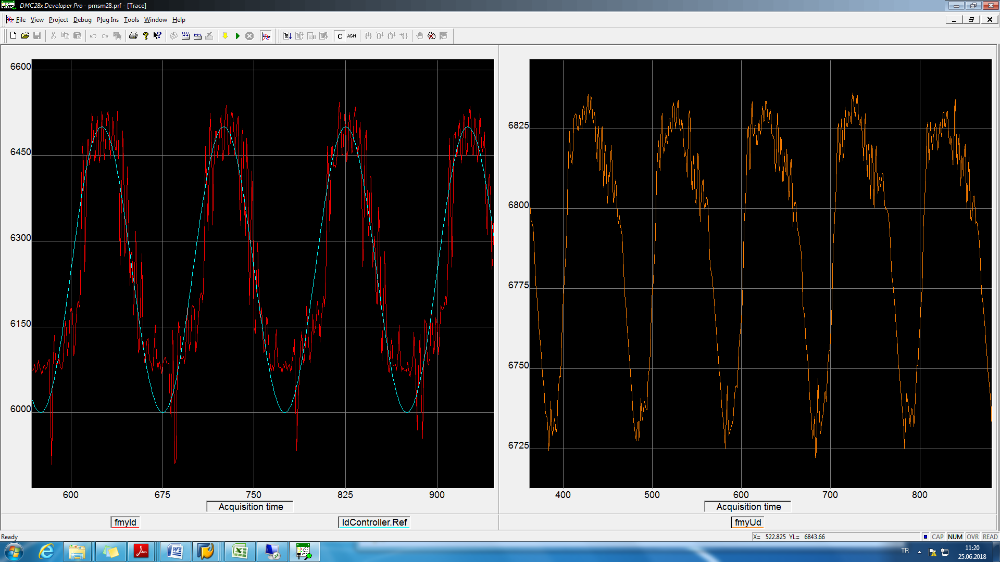 DMC28x Developer Pro - pmsm28.prf - [Trace]
File View Project Debug Plug Ins Tools Window Help
C ASM
6600
6450
6300
6150
6000
600 675 750 825 900
Acquisition time
fmyId
IdController.Ref
6825
6800
6775
6750
6725
400 500 600 700 800
Acquisition time
fmyUd
Ready
X= 522.825 YL= 6843.66
CAP NUM OVR READ
TR
11:20
25.06.2018